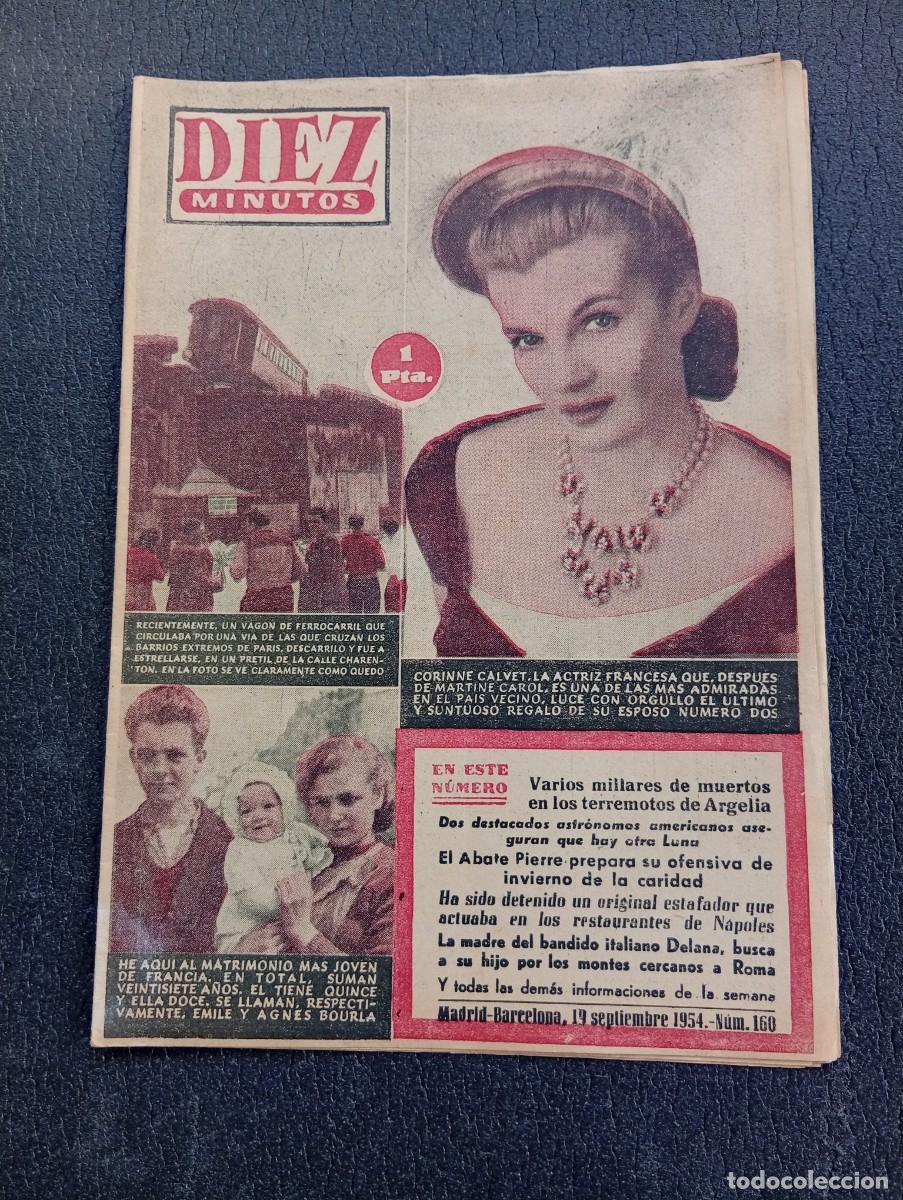 DIEZ
MINUTOS
1
Pta.
RECIENTEMENTE, UN VAGON DE FERROCARRIL QUE
CIRCULABA POR UNA VIA DE LAS QUE CRUZAN LOS
BARRIOS EXTREMOS DE PARIS, DESCARRILO Y FUE A
ESTRELLARSE, EN UN PRETIL DE LA CALLE CHAREN-
TON. EN LA FOTO SE VE CLARAMENTE COMO QUEDO
CORINNE CALVET, LA ACTRIZ FRANCESA QUE, DESPUES
DE MARTINE CAROL, ES UNA DE LAS MAS ADMIRADAS
EN EL PAIS VECINO, LUCE CON ORGULLO EL ULTIMO
Y SUNTUOSO REGALO DE SU ESPOSO NUMERO DOS
HE AQUI AL MATRIMONIO MAS JOVEN
DE FRANCIA. EN TOTAL SUMAN
VEINTISIETE AÑOS. EL TIENE QUINCE
Y ELLA DOCE. SE LLAMAN, RESPECTI-
VAMENTE, EMILE Y AGNES BOURLA
EN ESTE
NÚMERO
Varios millares de muertos
en los terremotos de Argelia
Dos destacados astrónomos americanos ase-
guran que hay otra Luna
El Abate Pierre prepara su ofensiva de
invierno de la caridad
Ha sido detenido un original estafador que
actuaba en los restaurantes de Nápoles
La madre del bandido italiano Delana, busca
a su hijo por los montes cercanos a Roma
Y todas las demás informaciones de la semana
Madrid-Barcelona, 19 septiembre 1954.-Núm. 160
todocoleccion